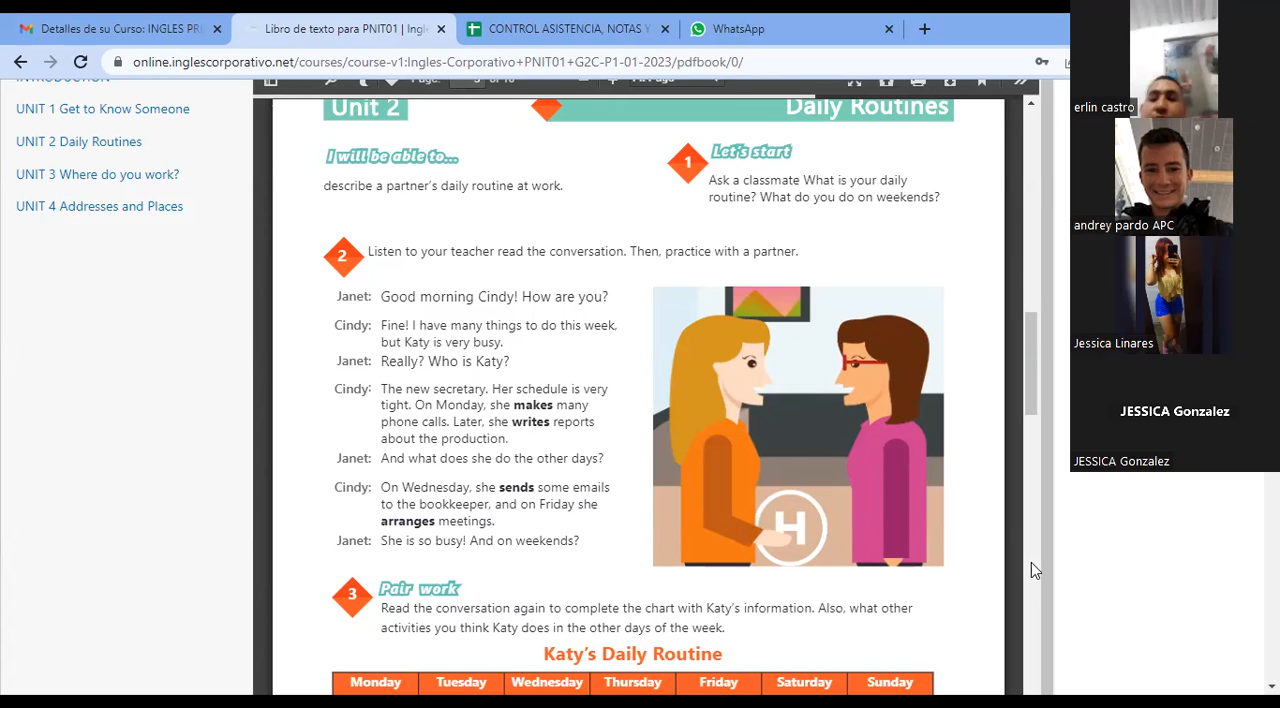 Detalles de su Curso: INGLES PRI
Libro de texto para PNIT01 | Ingl
CONTROL ASISTENCIA, NOTAS Y
WhatsApp
online.inglescorporativo.net/courses/course-v1:Ingles-Corporativo+PNIT01+G2C-P1-01-2023/pdfbook/0/
INTRODUCTION
UNIT 1 Get to Know Someone
UNIT 2 Daily Routines
UNIT 3 Where do you work?
UNIT 4 Addresses and Places
Unit 2
Daily Routines
I will be able to...
describe a partner's daily routine at work.
1
Let's start
Ask a classmate What is your daily
routine? What do you do on weekends?
2
Listen to your teacher read the conversation. Then, practice with a partner.
Janet: Good morning Cindy! How are you?
Cindy: Fine! I have many things to do this week,
but Katy is very busy.
Janet: Really? Who is Katy?
Cindy: The new secretary. Her schedule is very
tight. On Monday, she makes many
phone calls. Later, she writes reports
about the production.
Janet: And what does she do the other days?
Cindy: On Wednesday, she sends some emails
to the bookkeeper, and on Friday she
arranges meetings.
Janet: She is so busy! And on weekends?
H
3
Pair work
Read the conversation again to complete the chart with Katy's information. Also, what other
activities you think Katy does in the other days of the week.
Katy's Daily Routine
Monday Tuesday Wednesday Thursday Friday Saturday Sunday
erlin castro
andrey pardo APC
Jessica Linares
JESSICA Gonzalez
JESSICA Gonzalez